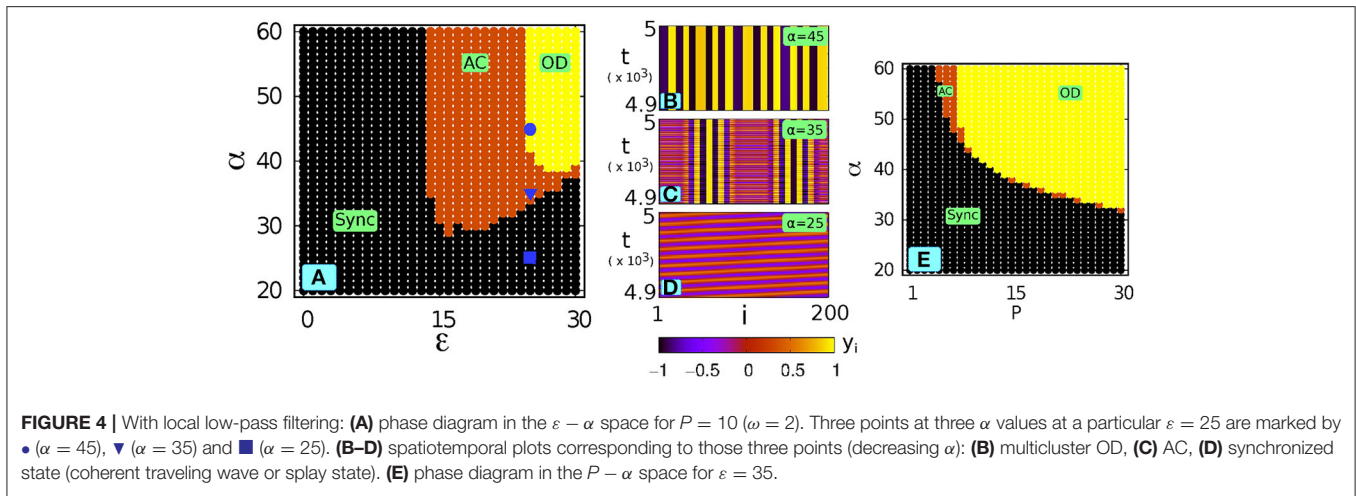 60
50
α
40
30
20
AC
OD
Sync
A
0
15
30
ε
5
t
(× 10³)
4.9
α=45
B
5
t
(× 10³)
4.9
α=35
C
5
t
(× 10³)
4.9
α=25
D
1
i
200
y_i
−1
−0.5
0
0.5
1
60
50
α
40
30
20
AC
OD
Sync
E
1
15
30
P
FIGURE 4 | With local low-pass filtering: (A) phase diagram in the ε − α space for P = 10 (ω = 2). Three points at three α values at a particular ε = 25 are marked by
● (α = 45), ▼ (α = 35) and ■ (α = 25). (B–D) spatiotemporal plots corresponding to those three points (decreasing α): (B) multicluster OD, (C) AC, (D) synchronized
state (coherent traveling wave or splay state). (E) phase diagram in the P − α space for ε = 35.